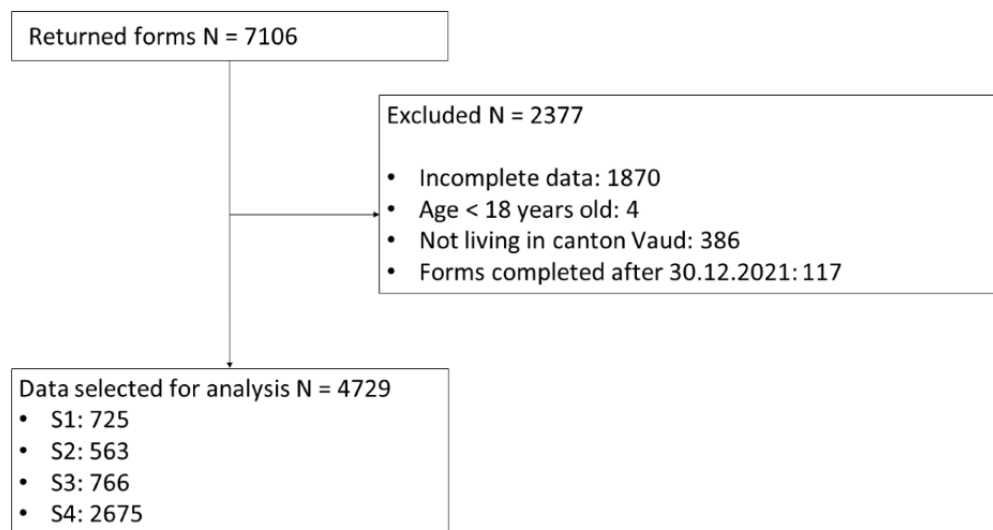 Returned forms N = 7106
Excluded N = 2377
• Incomplete data: 1870
• Age < 18 years old: 4
• Not living in canton Vaud: 386
• Forms completed after 30.12.2021: 117
Data selected for analysis N = 4729
• S1: 725
• S2: 563
• S3: 766
• S4: 2675